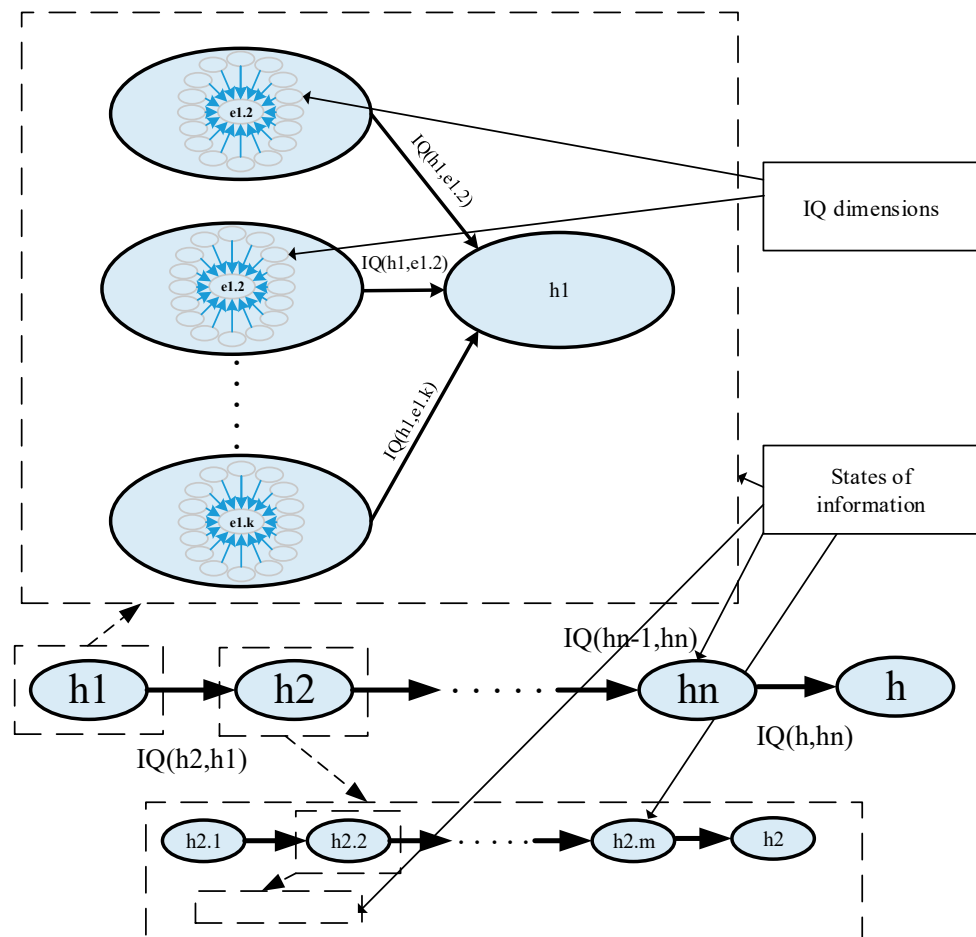 e1.2
IQ(h1,e1.2)
IQ dimensions
e1.2
IQ(h1,e1.2)
h1
IQ(h1,e1.k)
e1.k
States of
information
IQ(hn-1,hn)
h1
h2
hn
h
IQ(h2,h1)
IQ(h,hn)
h2.1
h2.2
h2.m
h2